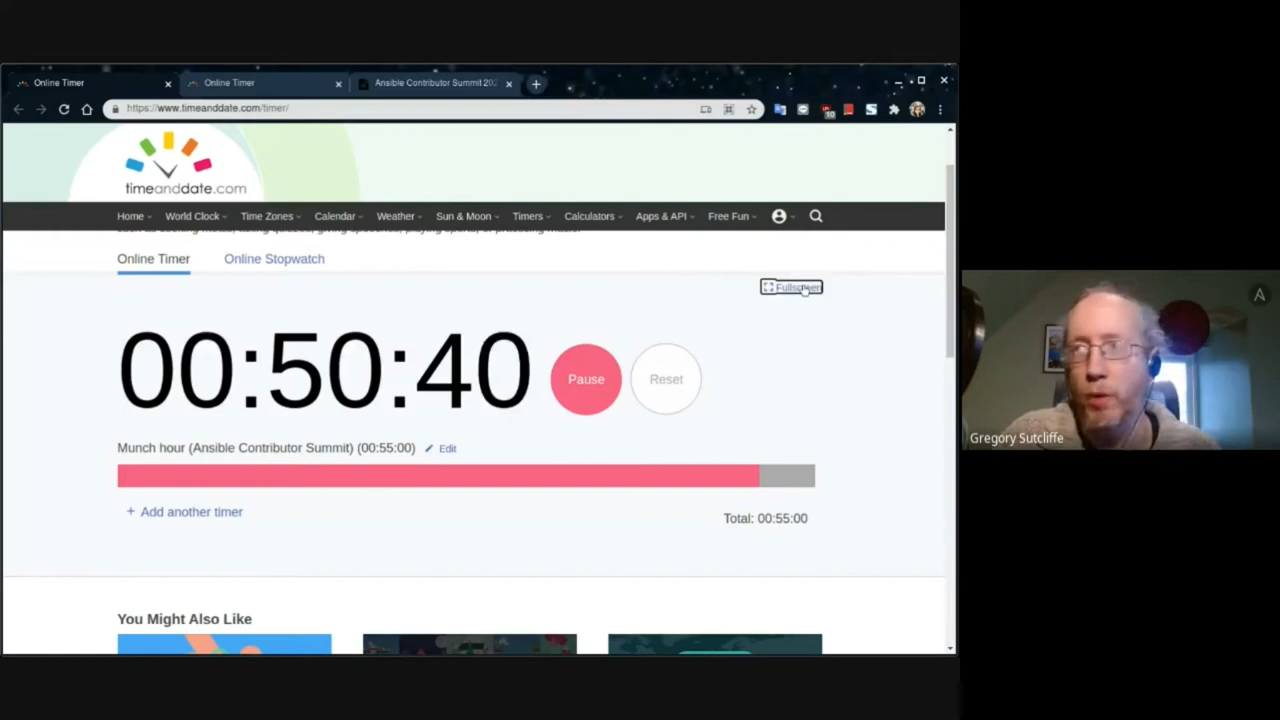 Online Timer
Online Timer
Ansible Contributor Summit 202
https://www.timeanddate.com/timer/
10
timeanddate.com
Home
World Clock
Time Zones
Calendar
Weather
Sun & Moon
Timers
Calculators
Apps & API
Free Fun
Online Timer
Online Stopwatch
Fullscreen
00:50:40
Pause
Reset
Munch hour (Ansible Contributor Summit) (00:55:00)
Edit
+ Add another timer
Total: 00:55:00
You Might Also Like
A
Gregory Sutcliffe